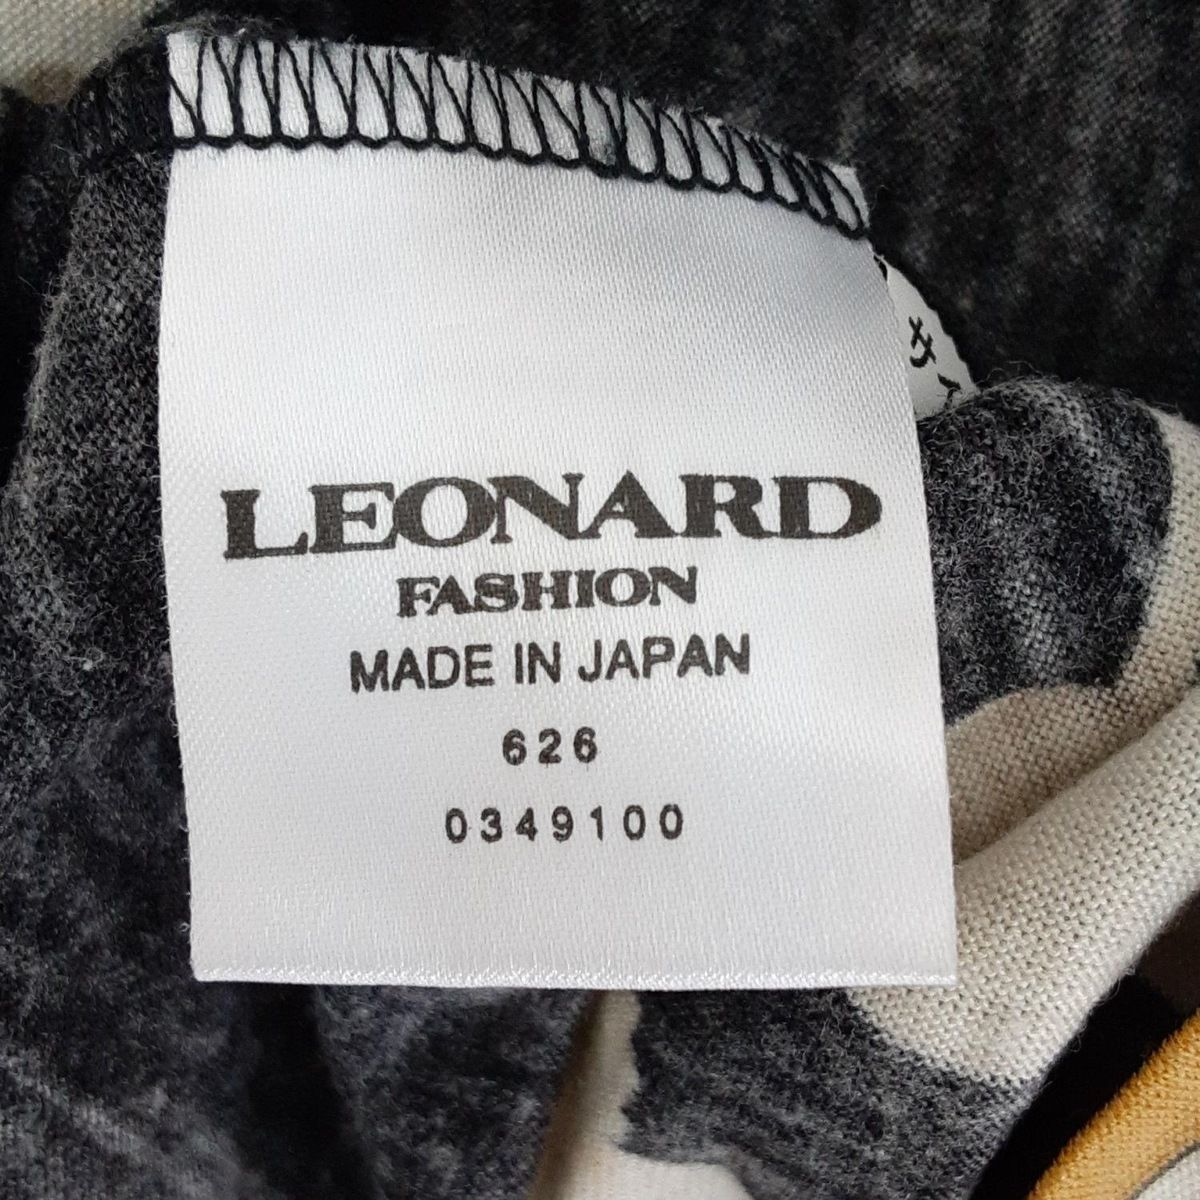 LEONARD
FASHION
MADE IN JAPAN
626
0349100